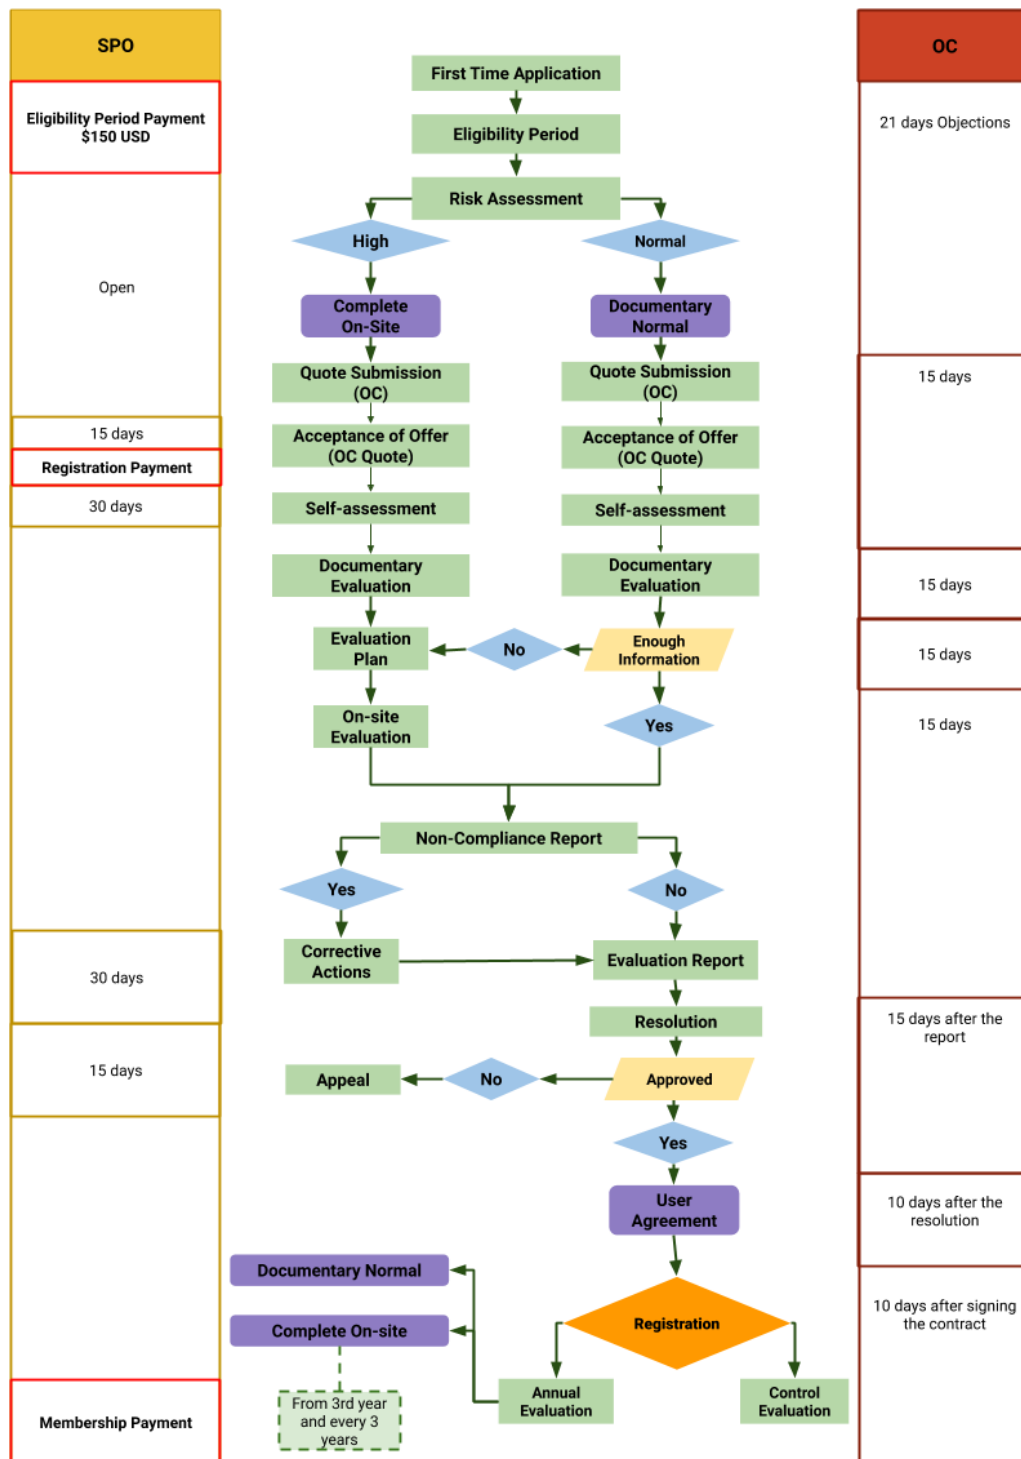 SPO
OC
First Time Application
Eligibility Period Payment
$150 USD
21 days Objections
Eligibility Period
Risk Assessment
High
Normal
Open
Complete
On-Site
Documentary
Normal
Quote Submission
(OC)
Quote Submission
(OC)
15 days
15 days
Acceptance of Offer
(OC Quote)
Acceptance of Offer
(OC Quote)
Registration Payment
30 days
Self-assessment
Self-assessment
Documentary
Evaluation
Documentary
Evaluation
15 days
Evaluation
Plan
No
Enough
Information
15 days
On-site
Evaluation
Yes
15 days
Non-Compliance Report
Yes
No
Corrective
Actions
Evaluation Report
30 days
Resolution
15 days after the
report
15 days
Appeal
No
Approved
Yes
User
Agreement
10 days after the
resolution
Documentary Normal
Complete On-site
Registration
10 days after signing
the contract
From 3rd year
and every 3
years
Annual
Evaluation
Control
Evaluation
Membership Payment